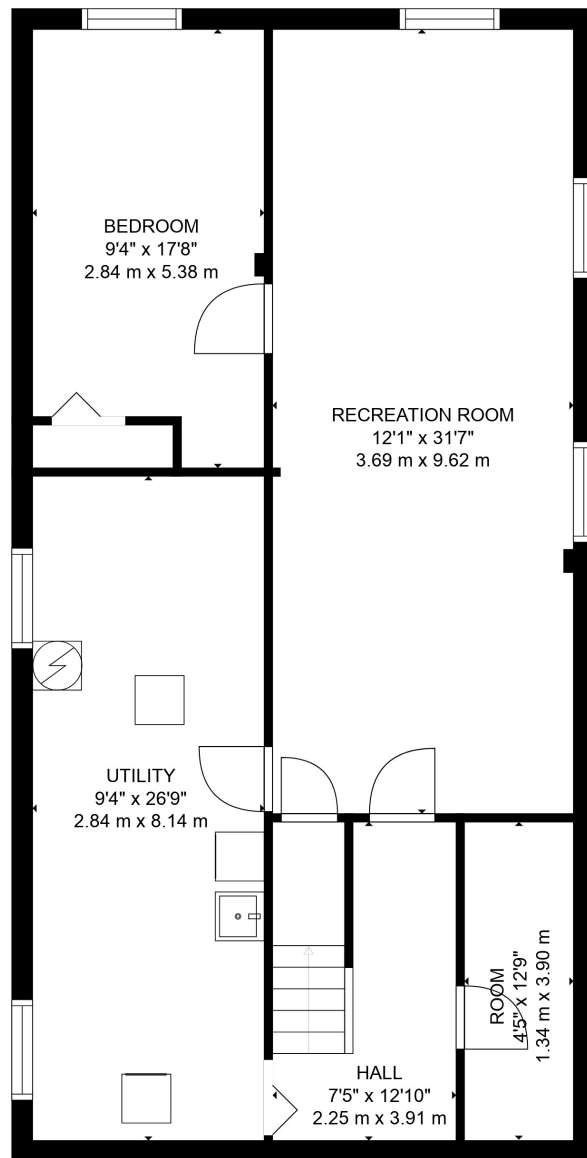 BEDROOM
9'4" x 17'8"
2.84 m x 5.38 m
RECREATION ROOM
12'1" x 31'7"
3.69 m x 9.62 m
UTILITY
9'4" x 26'9"
2.84 m x 8.14 m
ROOM
4'5" x 12'9"
1.34 m x 3.90 m
HALL
7'5" x 12'10"
2.25 m x 3.91 m